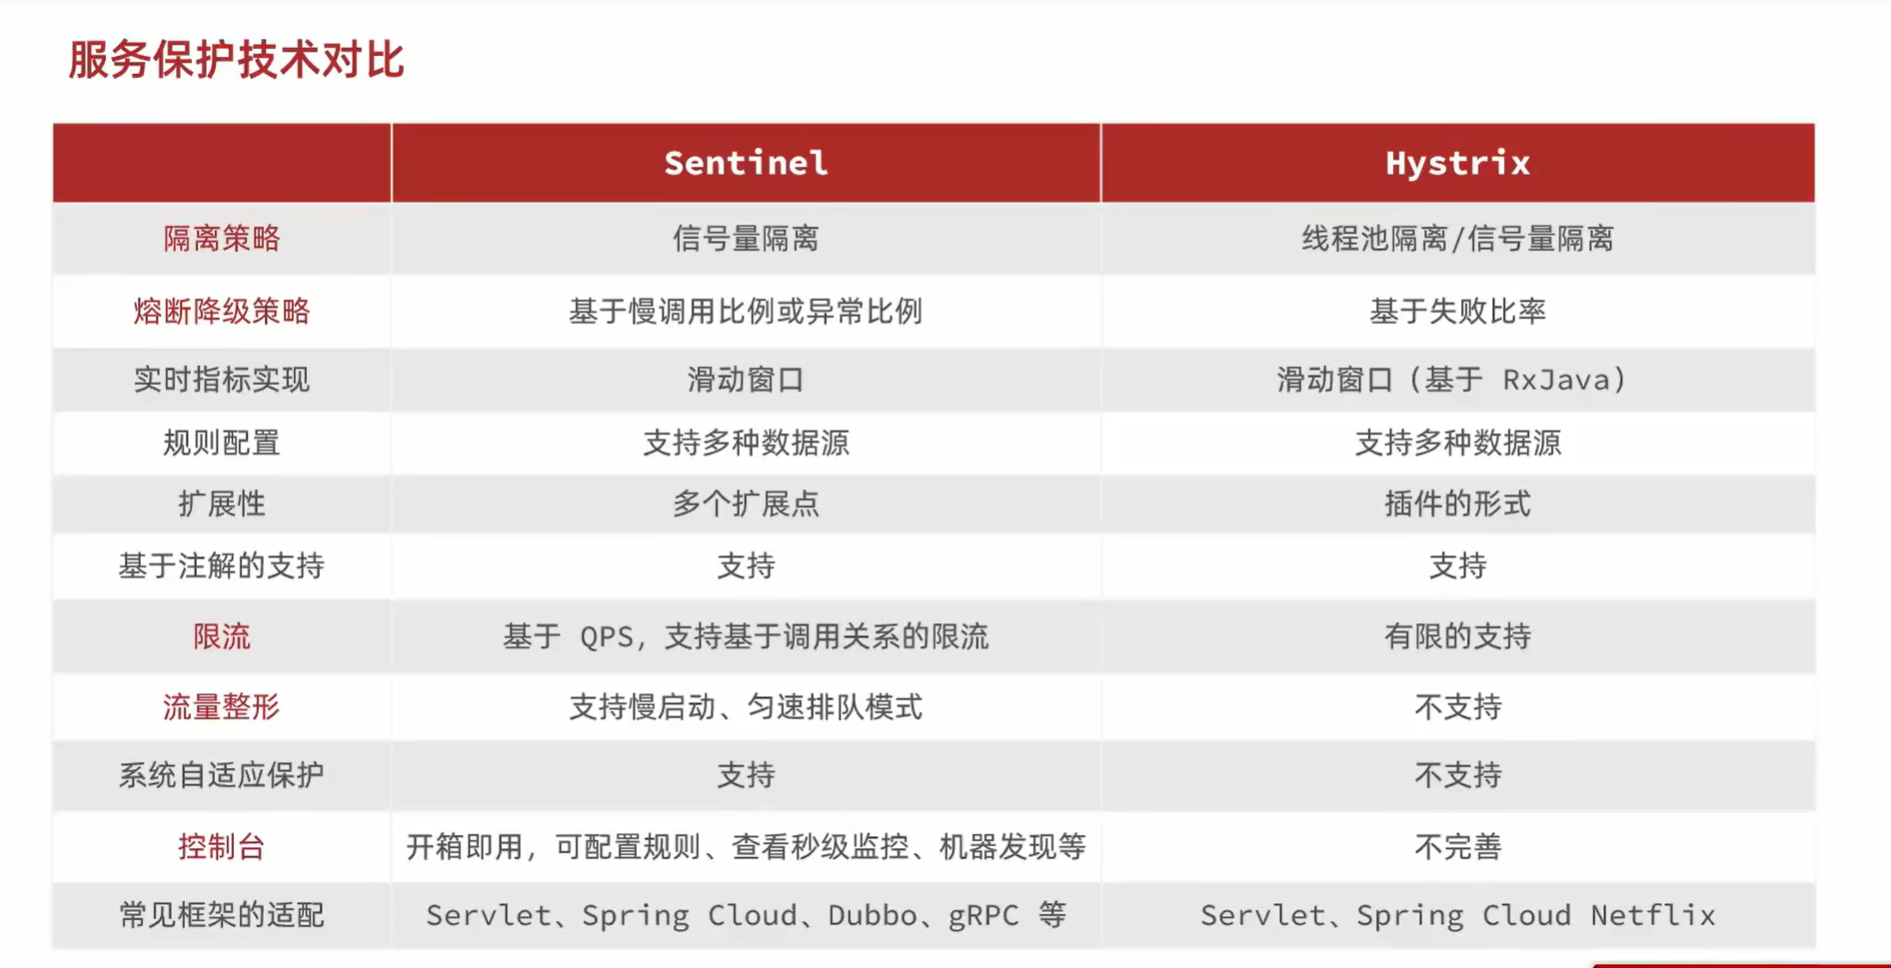 服务保护技术对比
Sentinel Hystrix
隔离策略 信号量隔离 线程池隔离/信号量隔离
熔断降级策略 基于慢调用比例或异常比例 基于失败比率
实时指标实现 滑动窗口 滑动窗口（基于 RxJava）
规则配置 支持多种数据源 支持多种数据源
扩展性 多个扩展点 插件的形式
基于注解的支持 支持 支持
限流 基于 QPS，支持基于调用关系的限流 有限的支持
流量整形 支持慢启动、匀速排队模式 不支持
系统自适应保护 支持 不支持
控制台 开箱即用，可配置规则、查看秒级监控、机器发现等 不完善
常见框架的适配 Servlet、Spring Cloud、Dubbo、gRPC 等 Servlet、Spring Cloud Netflix